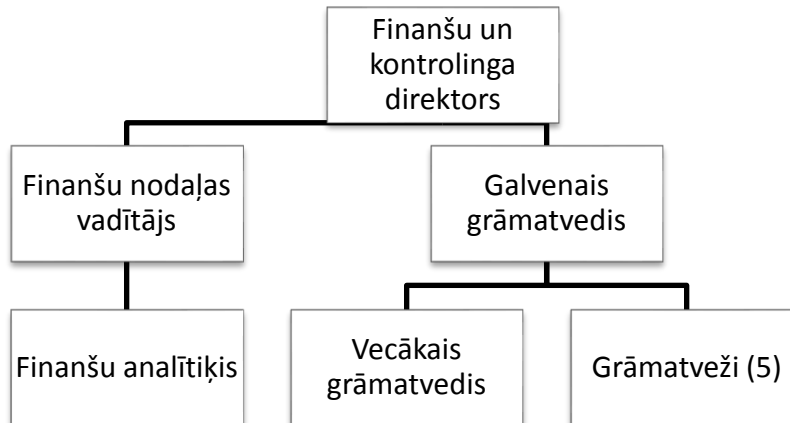 Finanšu un
kontrolinga
direktors
Finanšu nodaļas
vadītājs
Galvenais
grāmatvedis
Finanšu analītiķis
Vecākais
grāmatvedis
Grāmatveži (5)